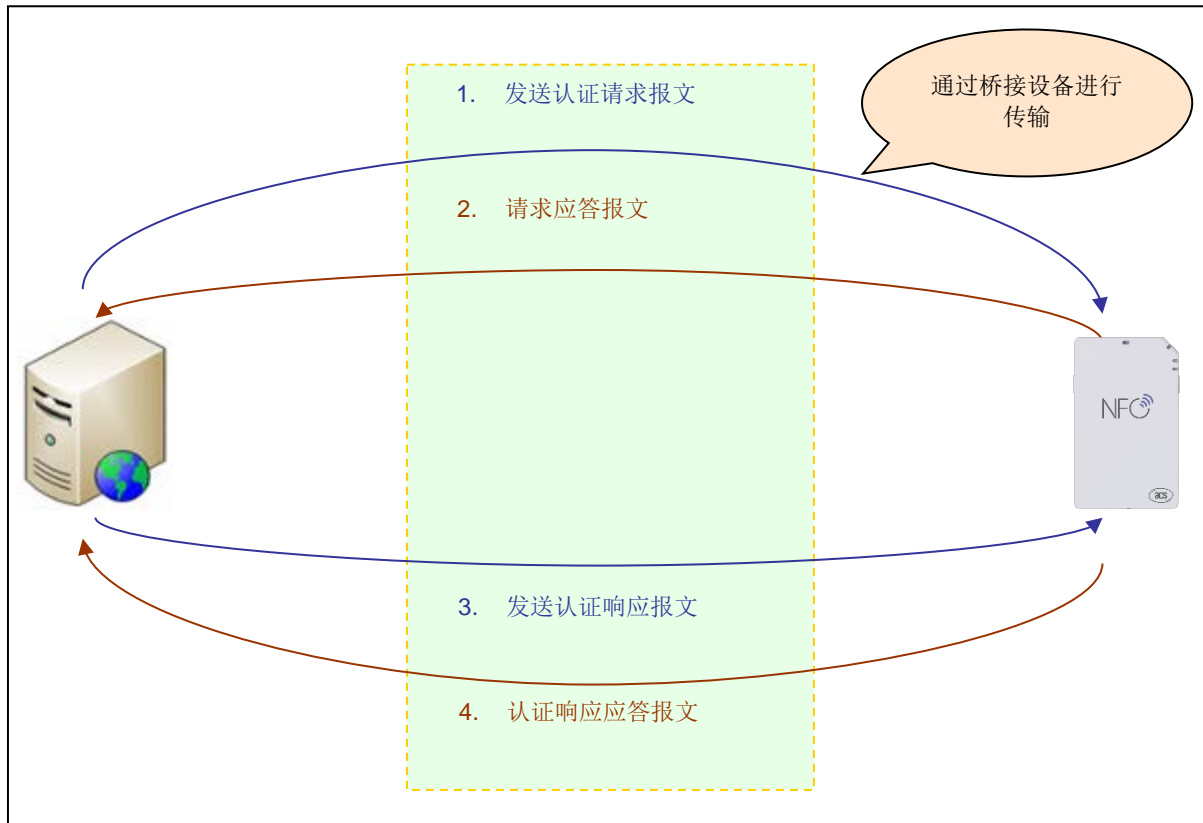 1. 发送认证请求报文
通过桥接设备进行
传输
2. 请求应答报文
NFC
acs
3. 发送认证响应报文
4. 认证响应应答报文